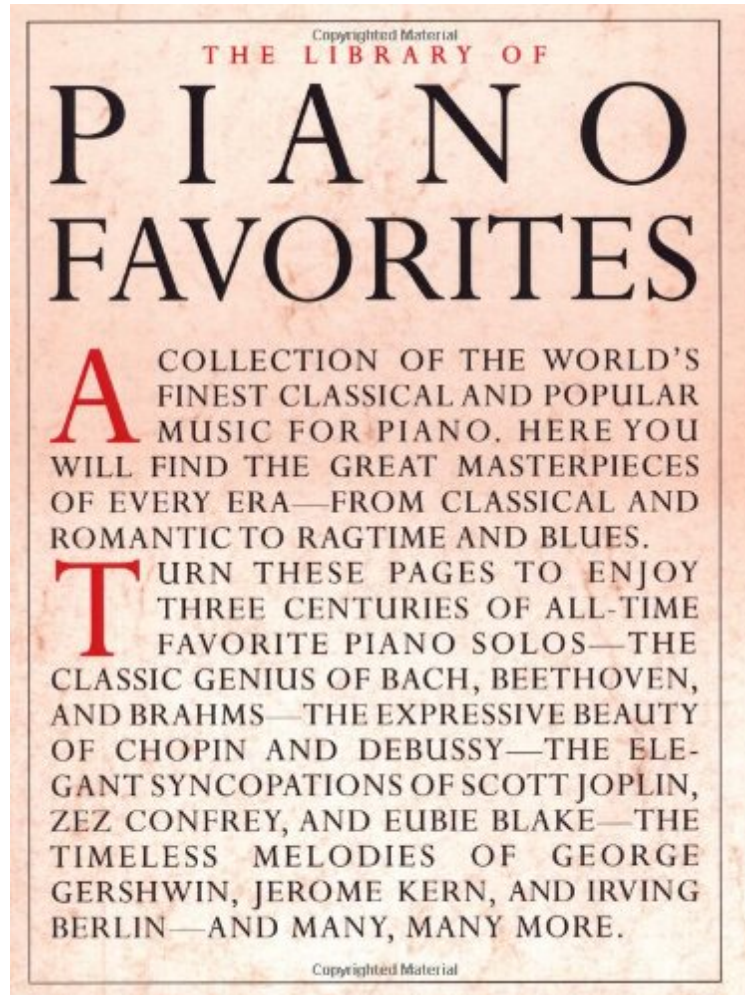 Copyrighted Material
THE LIBRARY OF
PIANO
FAVORITES
A COLLECTION OF THE WORLD'S
FINEST CLASSICAL AND POPULAR
MUSIC FOR PIANO. HERE YOU
WILL FIND THE GREAT MASTERPIECES
OF EVERY ERA—FROM CLASSICAL AND
ROMANTIC TO RAGTIME AND BLUES.
TURN THESE PAGES TO ENJOY
THREE CENTURIES OF ALL-TIME
FAVORITE PIANO SOLOS—THE
CLASSIC GENIUS OF BACH, BEETHOVEN,
AND BRAHMS—THE EXPRESSIVE BEAUTY
OF CHOPIN AND DEBUSSY—THE ELE-
GANT SYNCOPATIONS OF SCOTT JOPLIN,
ZEZ CONFREY, AND EUBIE BLAKE—THE
TIMELESS MELODIES OF GEORGE
GERSHWIN, JEROME KERN, AND IRVING
BERLIN—AND MANY, MANY MORE.
Copyrighted Material